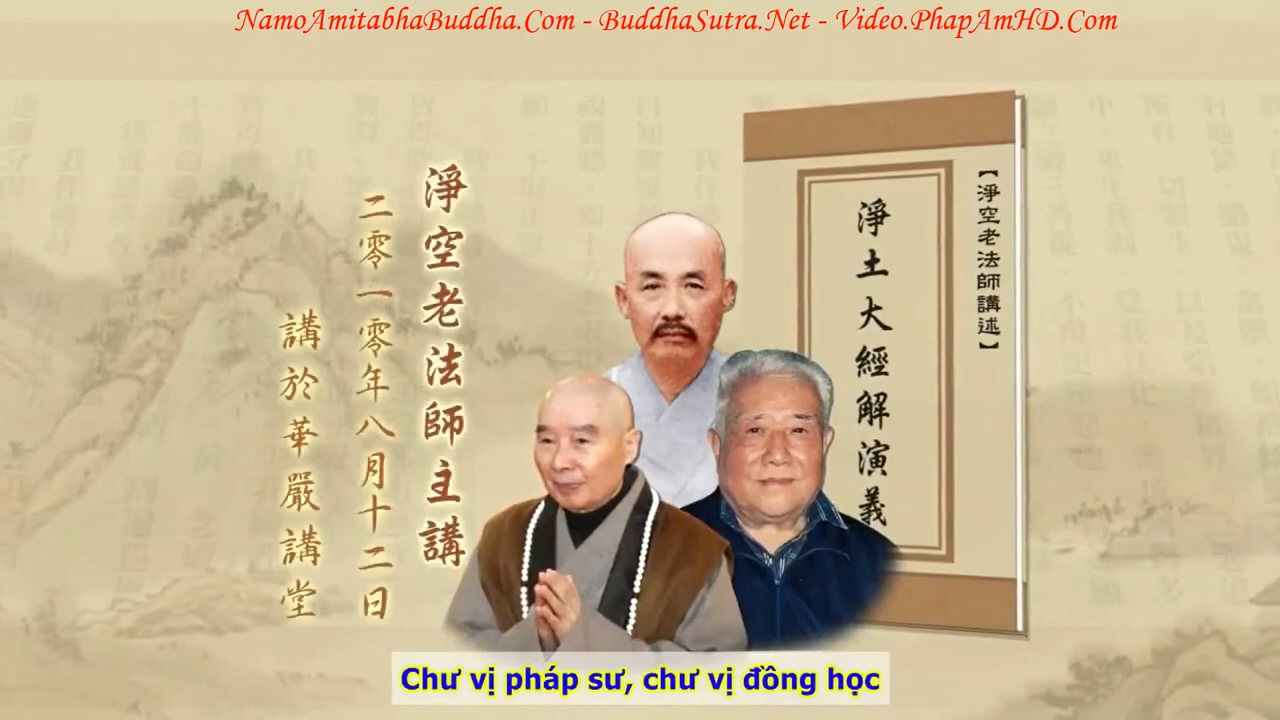 NamoAmitabhaBuddha.Com - BuddhaSutra.Net - Video.PhapAmHD.Com
【淨空老法師講述】
淨土大經解演義
淨空老法師主講
二零一零年八月十二日
講於華嚴講堂
Chư vị pháp sư, chư vị đồng học